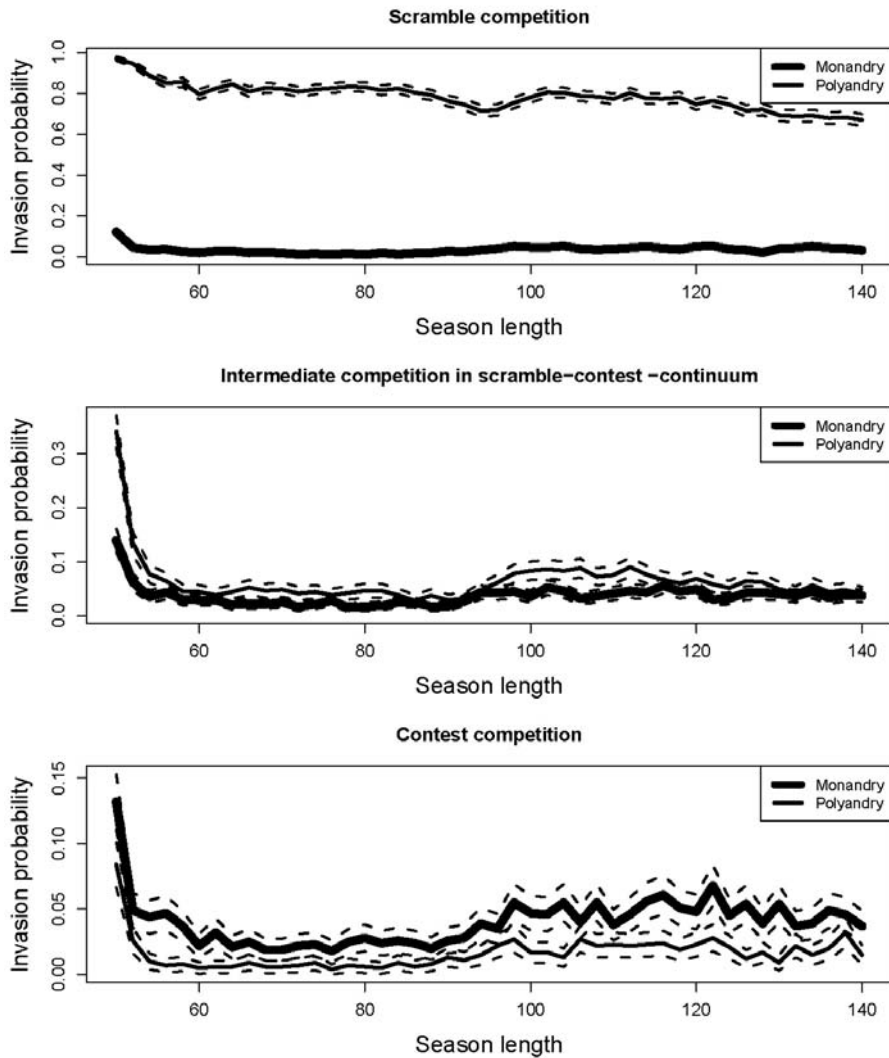 Scramble competition
Invasion probability
1.0
0.8
0.6
0.4
0.2
0.0
Monandry
Polyandry
60
80
100
120
140
Season length
Intermediate competition in scramble-contest -continuum
Invasion probability
0.3
0.2
0.1
0.0
Monandry
Polyandry
60
80
100
120
140
Season length
Contest competition
Invasion probability
0.15
0.10
0.05
0.00
Monandry
Polyandry
60
80
100
120
140
Season length